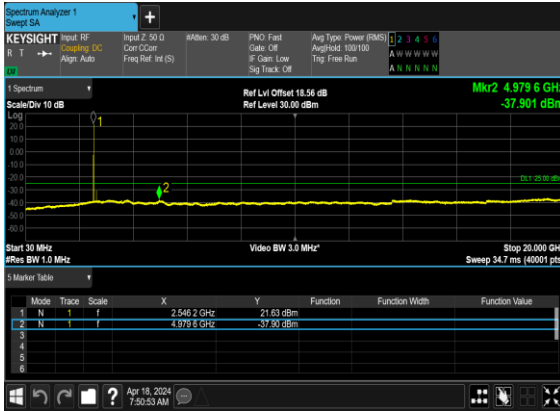 Spectrum Analyzer 1
Swept SA
+
KEYSIGHT Input: RF Input Z: 50 Ω #Atten: 30 dB PNO: Fast Avg Type: Power (RMS) 1 2 3 4 5 6
R T Coupling: DC Corr CCorr Gate: Off Avg|Hold: 100/100 A W W W W W
Align: Auto Freq Ref: Int (S) IF Gain: Low Trig: Free Run
Sig Track: Off A N N N N N
1 Spectrum Ref Lvl Offset 18.56 dB Mkr2 4.979 6 GHz
Scale/Div 10 dB Ref Level 30.00 dBm -37.901 dBm
Log
20.0
10.0
0.00
-10.0
-20.0
-30.0
-40.0
-50.0
-60.0
1
2
Start 30 MHz Video BW 3.0 MHz* Stop 20.000 GH
#Res BW 1.0 MHz Sweep 34.7 ms (40001 pts
5 Marker Table
Mode Trace Scale X Y Function Function Width Function Value
1 N 1 f 2.546 2 GHz 21.63 dBm
2 N 1 f 4.979 6 GHz -37.90 dBm
3
4
5
6
? Apr 18, 2024
7:50:53 AM